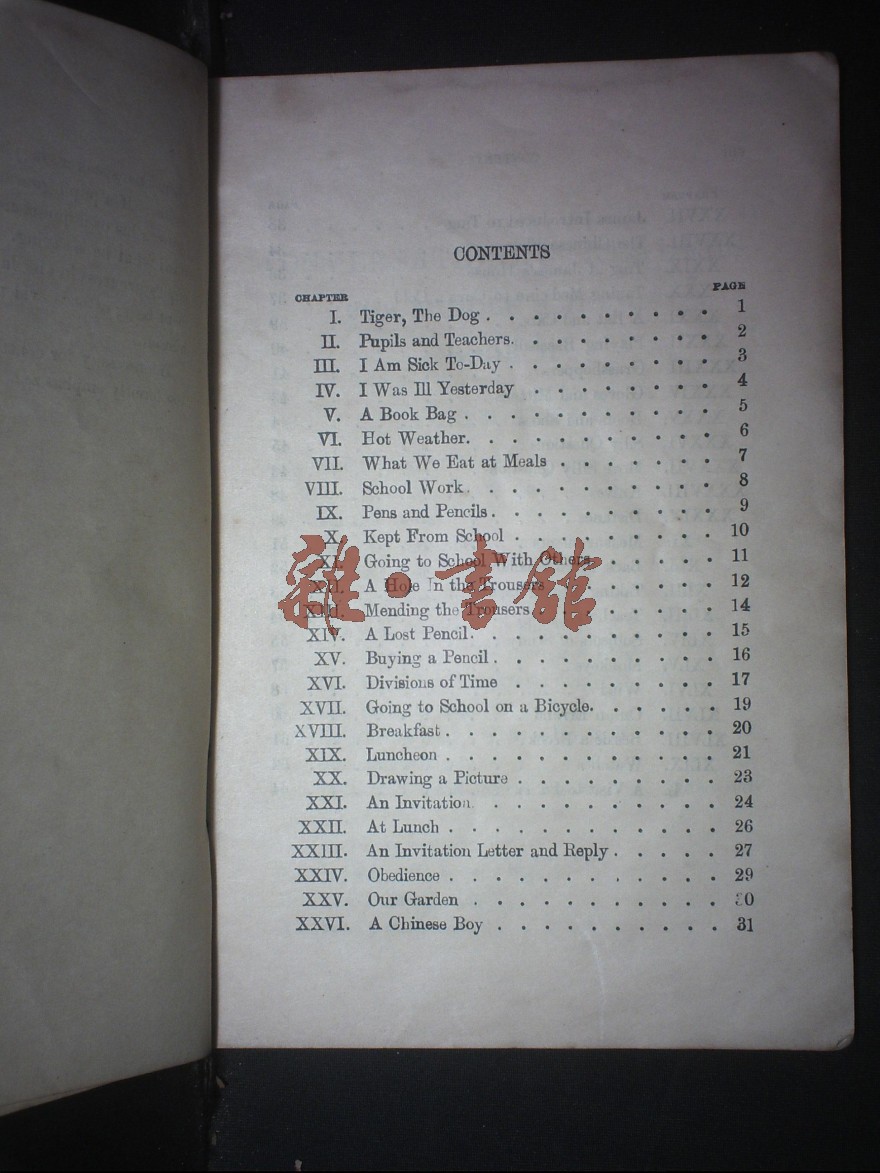 CONTENTS
CHAPTER PAGE
I. Tiger, The Dog . . . . . . . . . . 1
II. Pupils and Teachers. . . . . . . . . 2
III. I Am Sick To-Day . . . . . . . . . 3
IV. I Was Ill Yesterday . . . . . . . . 4
V. A Book Bag . . . . . . . . . . . 5
VI. Hot Weather. . . . . . . . . . . 6
VII. What We Eat at Meals . . . . . . . 7
VIII. School Work. . . . . . . . . . . 8
IX. Pens and Pencils. . . . . . . . . . 9
X. Kept From School . . . . . . . . . 10
XI. Going to School With Others. . . . . . 11
XII. A Hole In the Trousers . . . . . . . 12
XIII. Mending the Trousers . . . . . . . . 14
XIV. A Lost Pencil. . . . . . . . . . . 15
XV. Buying a Pencil. . . . . . . . . . 16
XVI. Divisions of Time . . . . . . . . . 17
XVII. Going to School on a Bicycle. . . . . . 19
XVIII. Breakfast . . . . . . . . . . . . 20
XIX. Luncheon . . . . . . . . . . . . 21
XX. Drawing a Picture . . . . . . . . . 23
XXI. An Invitation. . . . . . . . . . . 24
XXII. At Lunch . . . . . . . . . . . . 26
XXIII. An Invitation Letter and Reply . . . . . 27
XXIV. Obedience . . . . . . . . . . . . 29
XXV. Our Garden . . . . . . . . . . . 30
XXVI. A Chinese Boy . . . . . . . . . . 31
雜·書館